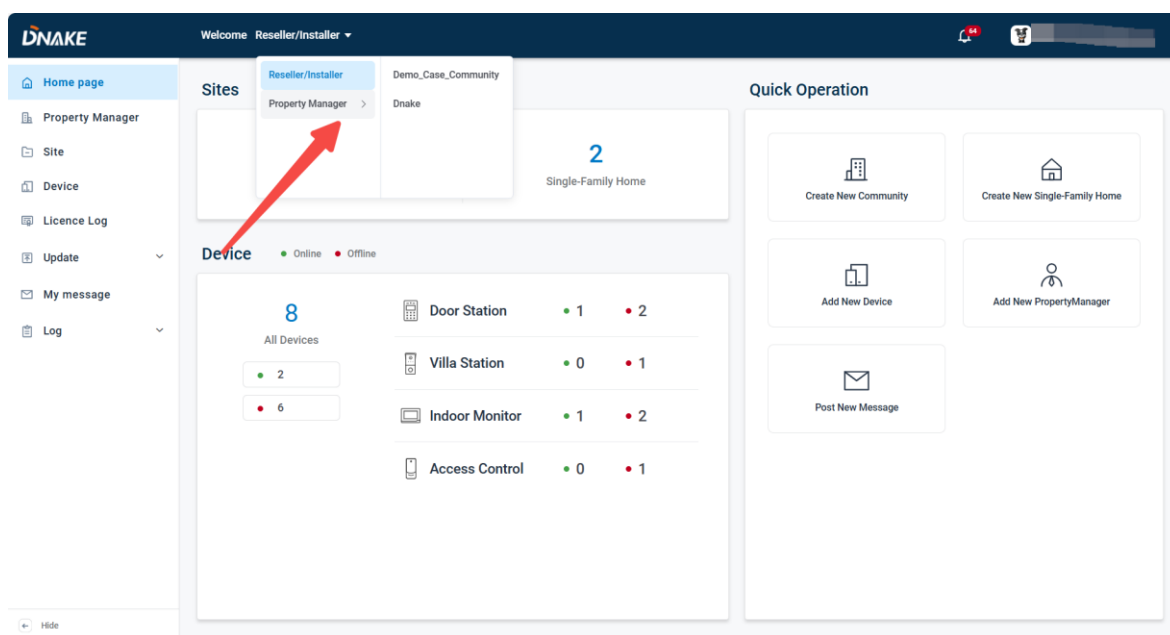 DNAKE
Welcome Reseller/Installer
64
Home page
Property Manager
Site
Device
Licence Log
Update
My message
Log
Hide
Reseller/Installer
Property Manager
Demo_Case_Community
Dnake
Sites
2
Single-Family Home
Device
Online
Offline
8
All Devices
2
6
Door Station 1 2
Villa Station 0 1
Indoor Monitor 1 2
Access Control 0 1
Quick Operation
Create New Community
Create New Single-Family Home
Add New Device
Add New PropertyManager
Post New Message